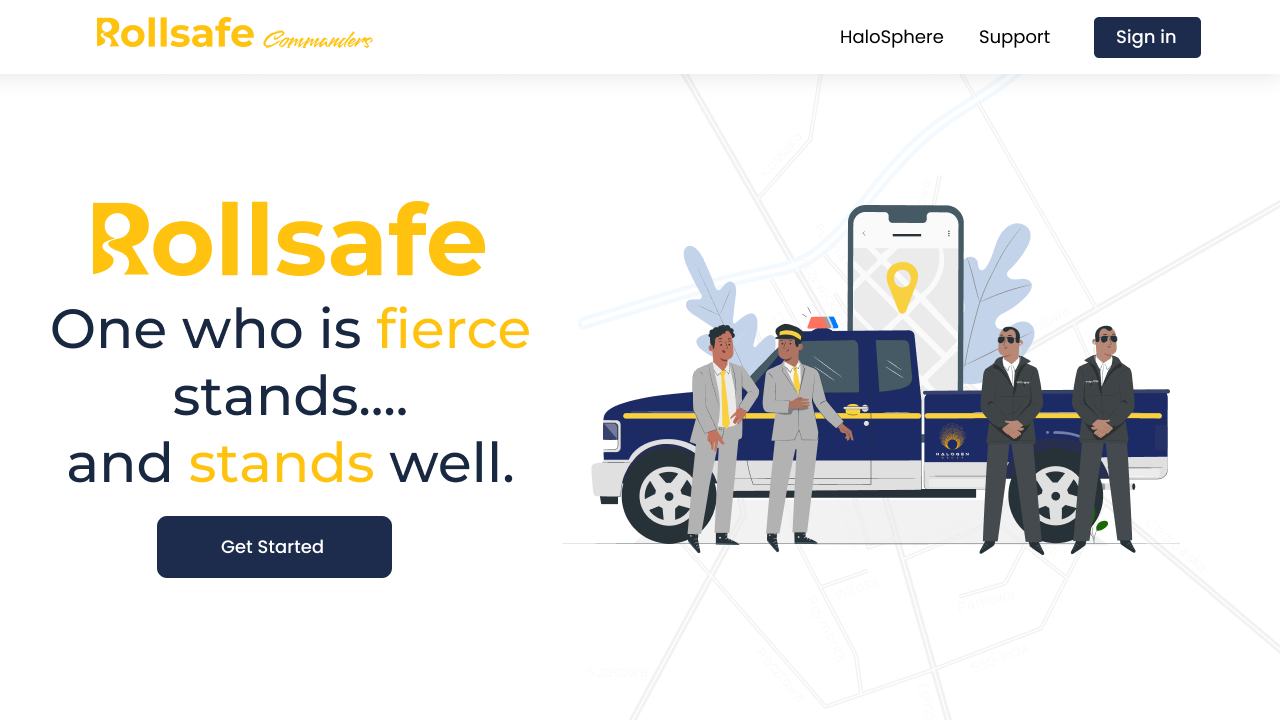 Rollsafe Commanders
HaloSphere
Support
Sign in
Rollsafe
One who is fierce
stands....
and stands well.
Get Started
HALOGEN